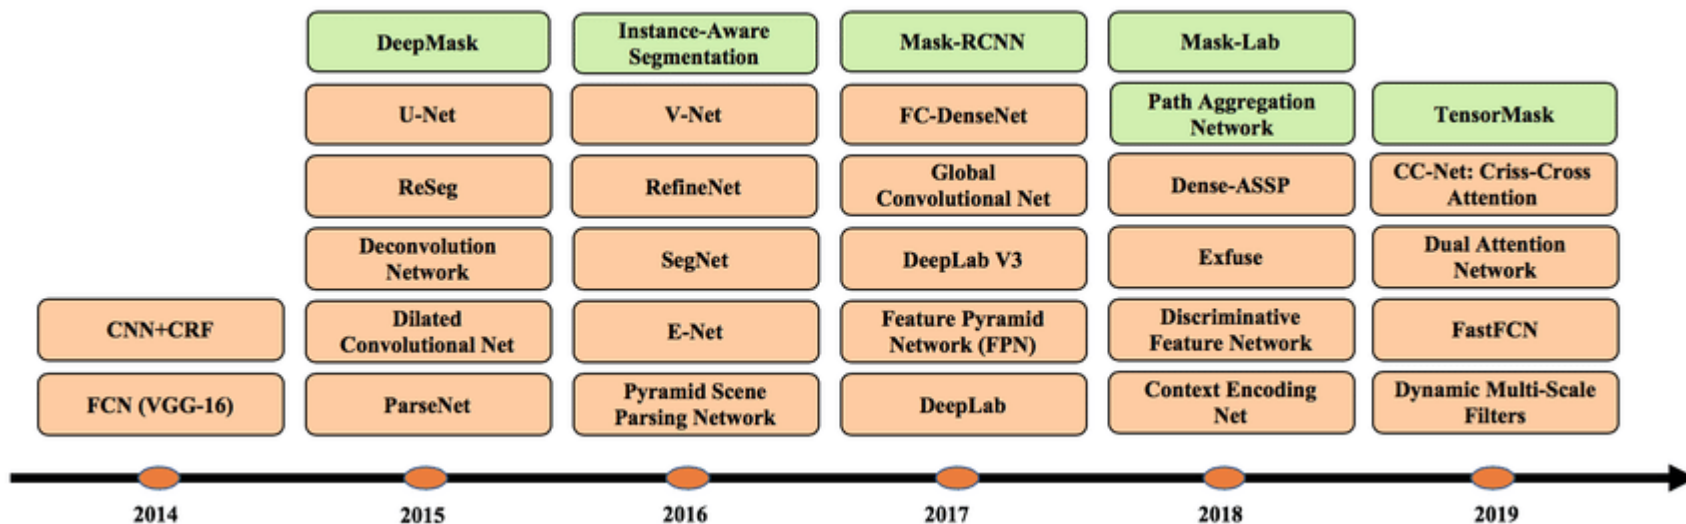 DeepMask
Instance-Aware
Segmentation
Mask-RCNN
Mask-Lab
U-Net
V-Net
FC-DenseNet
Path Aggregation
Network
TensorMask
ReSeg
RefineNet
Global
Convolutional Net
Dense-ASSP
CC-Net: Criss-Cross
Attention
Deconvolution
Network
SegNet
DeepLab V3
Exfuse
Dual Attention
Network
CNN+CRF
Dilated
Convolutional Net
E-Net
Feature Pyramid
Network (FPN)
Discriminative
Feature Network
FastFCN
FCN (VGG-16)
ParseNet
Pyramid Scene
Parsing Network
DeepLab
Context Encoding
Net
Dynamic Multi-Scale
Filters
2014
2015
2016
2017
2018
2019